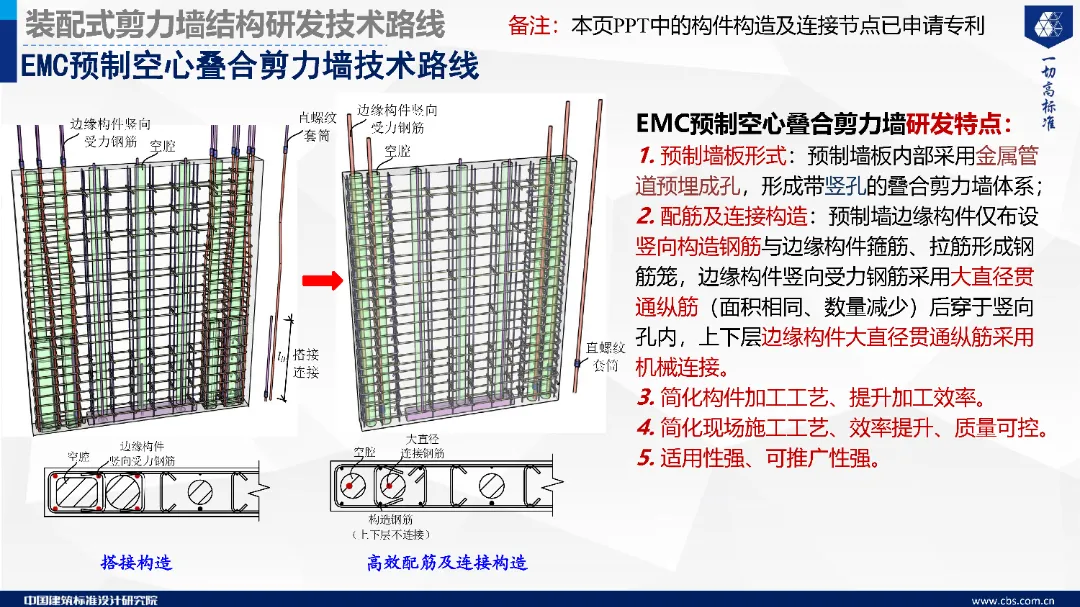 装配式剪力墙结构研发技术路线
备注：本页PPT中的构件构造及连接节点已申请专利
EMC预制空心叠合剪力墙技术路线
一切高标准
边缘构件竖向
受力钢筋
空腔
直螺纹
套筒
搭接
连接
边缘构件竖向
受力钢筋
空腔
直螺纹
套筒
EMC预制空心叠合剪力墙研发特点：
1. 预制墙板形式：预制墙板内部采用金属管
道预埋成孔，形成带竖孔的叠合剪力墙体系；
2. 配筋及连接构造：预制墙边缘构件仅布设
竖向构造钢筋与边缘构件箍筋、拉筋形成钢
筋笼，边缘构件竖向受力钢筋采用大直径贯
通纵筋（面积相同、数量减少）后穿于竖向
孔内，上下层边缘构件大直径贯通纵筋采用
机械连接。
3. 简化构件加工工艺、提升加工效率。
4. 简化现场施工工艺、效率提升、质量可控。
5. 适用性强、可推广性强。
空腔
边缘构件
竖向受力钢筋
搭接构造
空腔
大直径
连接钢筋
构造钢筋
（上下层不连接）
高效配筋及连接构造
中国建筑标准设计研究院
www.cbs.com.cn